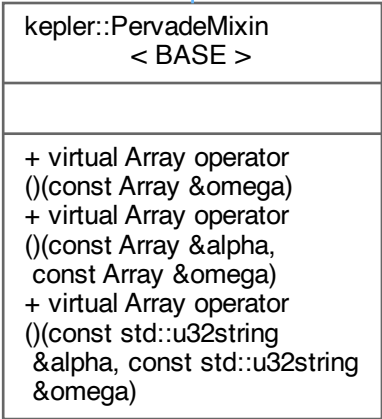 kepler::PervadeMixin
< BASE >
+ virtual Array operator
()(const Array &omega)
+ virtual Array operator
()(const Array &alpha,
const Array &omega)
+ virtual Array operator
()(const std::u32string
&alpha, const std::u32string
&omega)